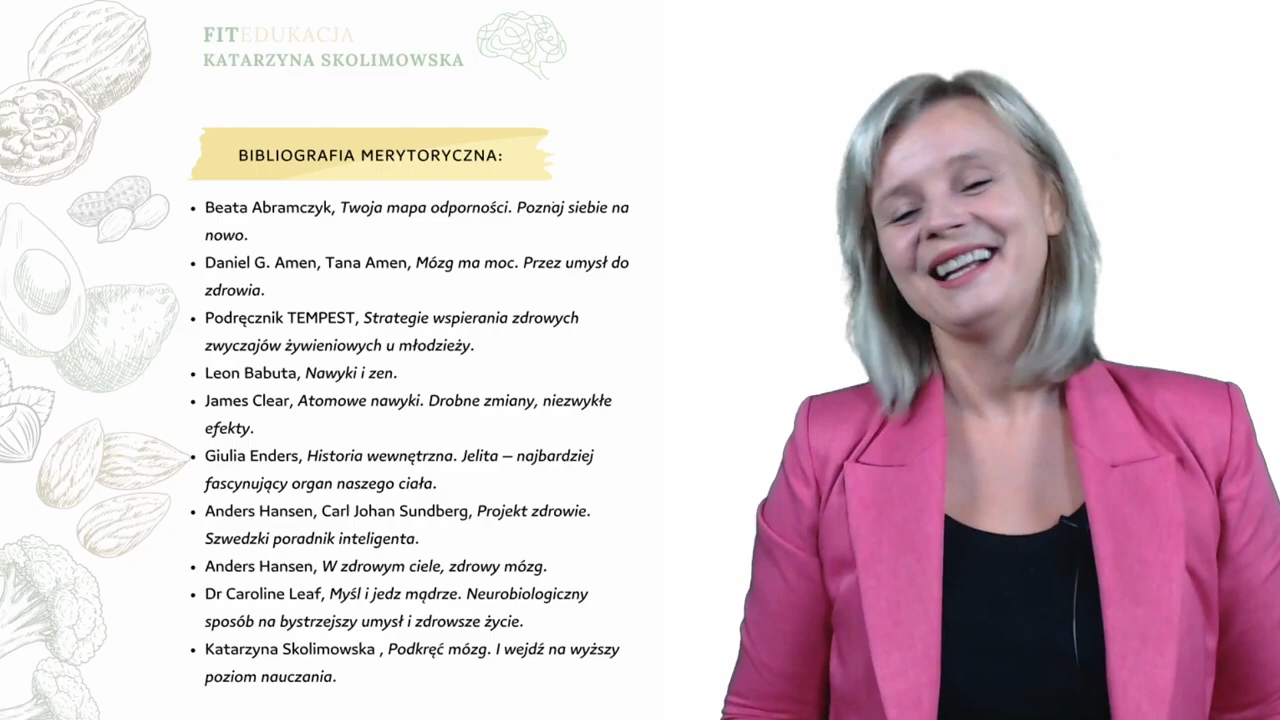 FITEDUKACJA
KATARZYNA SKOLIMOWSKA
BIBLIOGRAFIA MERYTORYCZNA:
• Beata Abramczyk, Twoja mapa odporności. Poznaj siebie na
nowo.
• Daniel G. Amen, Tana Amen, Mózg ma moc. Przez umysł do
zdrowia.
• Podręcznik TEMPEST, Strategie wspierania zdrowych
zwyczajów żywieniowych u młodzieży.
• Leon Babuta, Nawyki i zen.
• James Clear, Atomowe nawyki. Drobne zmiany, niezwykłe
efekty.
• Giulia Enders, Historia wewnętrzna. Jelita – najbardziej
fascynujący organ naszego ciała.
• Anders Hansen, Carl Johan Sundberg, Projekt zdrowie.
Szwedzki poradnik inteligenta.
• Anders Hansen, W zdrowym ciele, zdrowy mózg.
• Dr Caroline Leaf, Myśl i jedz mądrze. Neurobiologiczny
sposób na bystrzejszy umysł i zdrowsze życie.
• Katarzyna Skolimowska , Podkręć mózg. I wejdź na wyższy
poziom nauczania.